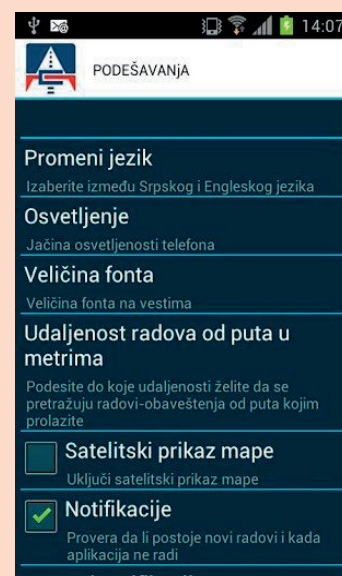 14:07
PODEŠAVANjA
Promeni jezik
Izaberite između Srpskog i Engleskog jezika
Osvetljenje
Jačina osvetljenosti telefona
Veličina fonta
Veličina fonta na vestima
Udaljenost radova od puta u
metrima
Podesite do koje udaljenosti želite da se
pretražuju radovi-obaveštenja od puta kojim
prolazite
Satelitski prikaz mape
Uključi satelitski prikaz mape
Notifikacije
Provera da li postoje novi radovi i kada
aplikacija ne radi